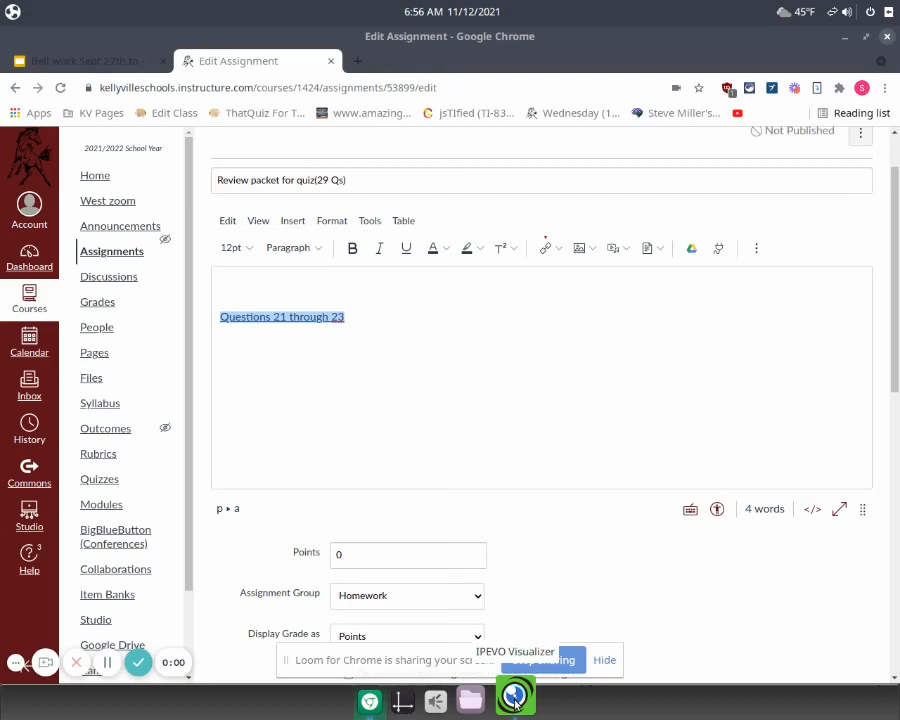 6:56 AM 11/12/2021
45°F
Edit Assignment - Google Chrome
Bell work Sept 27th to
Edit Assignment
kellyvilleschools.instructure.com/courses/1424/assignments/53899/edit
Apps
KV Pages
Edit Class
ThatQuiz For T...
www.amazing...
jsTIfied (TI-83...
Wednesday (1...
Steve Miller's...
Reading list
Account
Dashboard
Courses
Calendar
Inbox
History
Commons
Studio
3
Help
2021/2022 School Year
Home
West zoom
Announcements
Assignments
Discussions
Grades
People
Pages
Files
Syllabus
Outcomes
Rubrics
Quizzes
Modules
BigBlueButton
(Conferences)
Collaborations
Item Banks
Studio
Google Drive
Not Published
Review packet for quiz(29 Qs)
Edit View Insert Format Tools Table
12pt Paragraph B I U A T²
Questions 21 through 23
p ▸ a
4 words </>
Points 0
Assignment Group Homework
Display Grade as Points
IPEVO Visualizer
Loom for Chrome is sharing your screen.
Hide
0:00